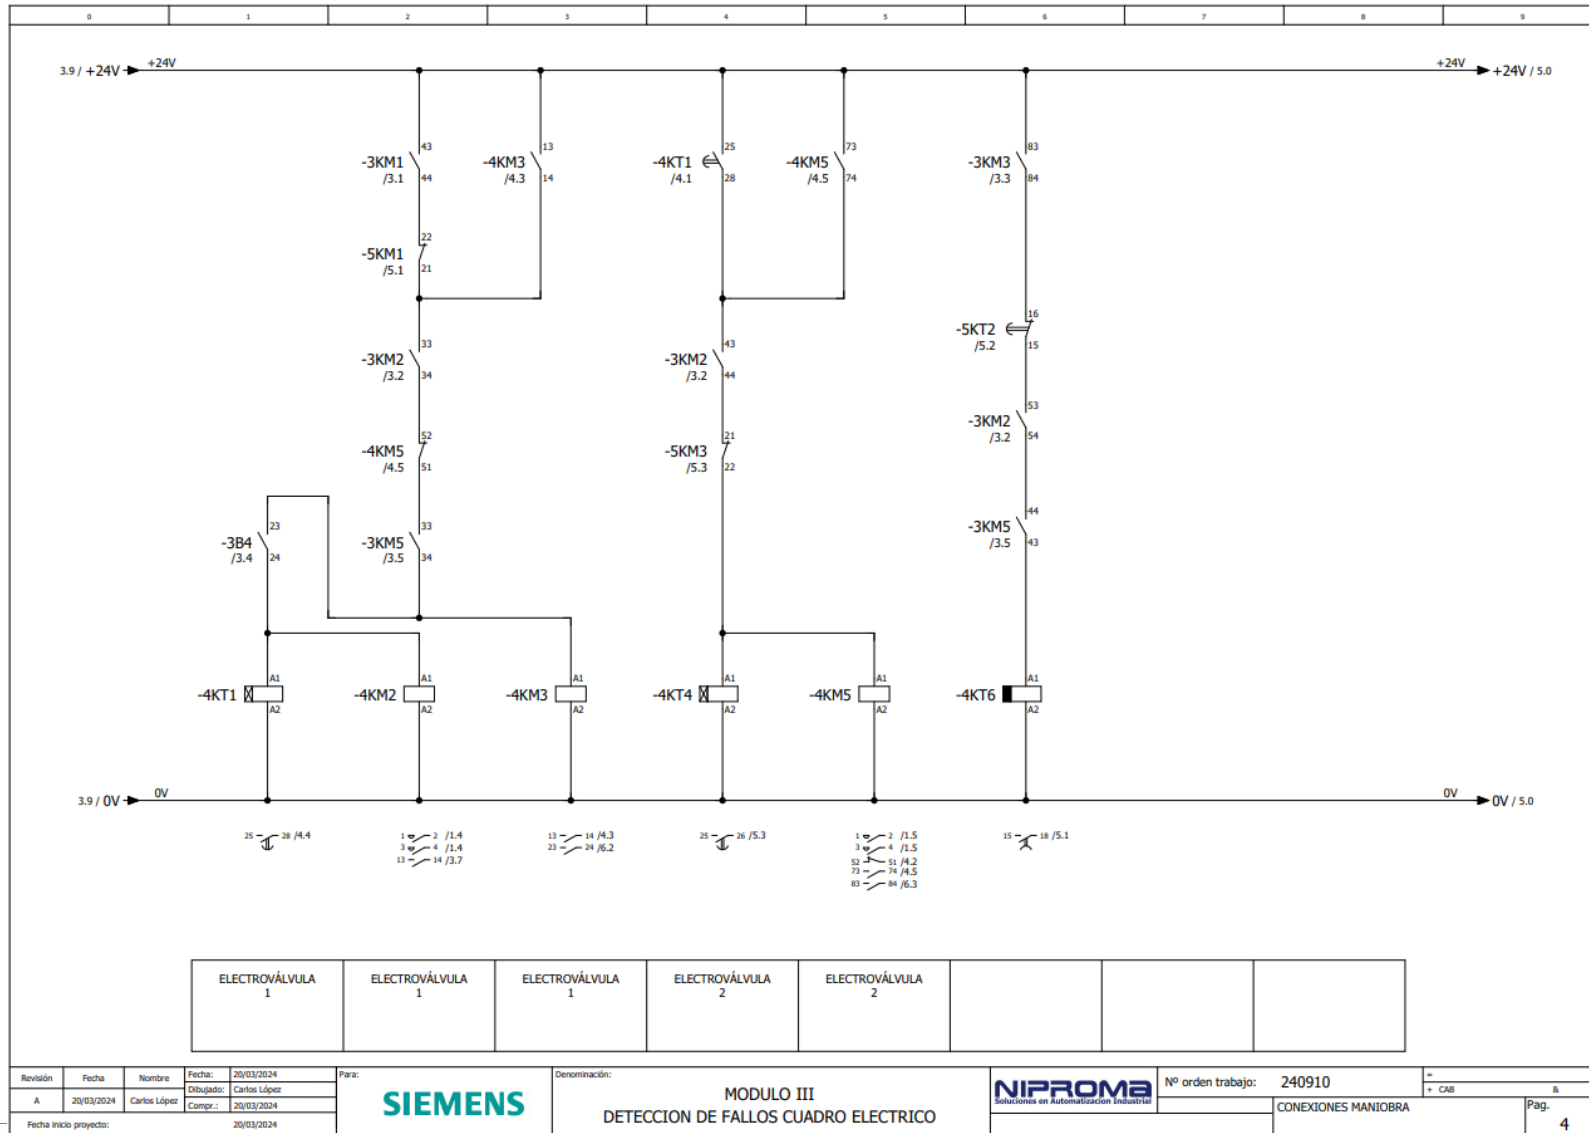 0 1 2 3 4 5 6 7 8 9
3.9 / +24V +24V +24V +24V / 5.0
-3KM1 /3.1 43 44
-4KM3 /4.3 13 14
-4KT1 /4.1 25 28
-4KM5 /4.5 73 74
-3KM3 /3.3 83 84
-5KM1 /5.1 22 21
-5KT2 /5.2 16 15
-3KM2 /3.2 33 34
-3KM2 /3.2 43 44
-3KM2 /3.2 53 54
-4KM5 /4.5 52 51
-5KM3 /5.3 21 22
-3B4 /3.4 23 24
-3KM5 /3.5 33 34
-3KM5 /3.5 44 43
-4KT1 A1 A2
-4KM2 A1 A2
-4KM3 A1 A2
-4KT4 A1 A2
-4KM5 A1 A2
-4KT6 A1 A2
3.9 / 0V 0V 0V 0V / 5.0
25 28 /4.4
1 2 /1.4
3 4 /1.4
13 14 /3.7
13 14 /4.3
23 24 /6.2
25 26 /5.3
1 2 /1.5
3 4 /1.5
52 51 /4.2
73 74 /4.5
83 84 /6.3
15 18 /5.1
ELECTROVÁLVULA
1
ELECTROVÁLVULA
1
ELECTROVÁLVULA
1
ELECTROVÁLVULA
2
ELECTROVÁLVULA
2
Revisión Fecha Nombre
A 20/03/2024 Carlos López
Fecha inicio proyecto: 20/03/2024
Fecha: 20/03/2024
Dibujado: Carlos López
Compr.: 20/03/2024
Para:
SIEMENS
Denominación:
MODULO III
DETECCION DE FALLOS CUADRO ELECTRICO
NIPROMA
Soluciones en Automatización Industrial
Nº orden trabajo: 240910
=
+ CAB &
CONEXIONES MANIOBRA
Pag.
4